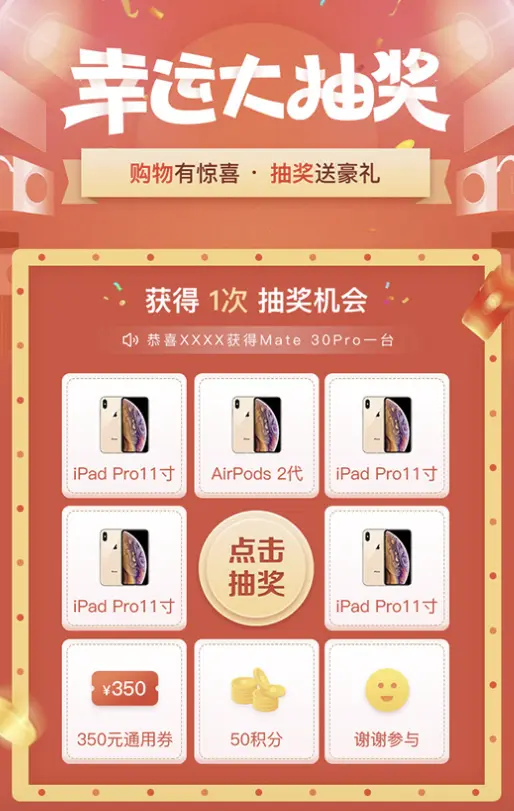 幸运大抽奖
购物有惊喜 · 抽奖送豪礼
获得 1次 抽奖机会
恭喜XXXX获得Mate 30Pro一台
iPad Pro11寸
AirPods 2代
iPad Pro11寸
iPad Pro11寸
点击
抽奖
iPad Pro11寸
¥350
350元通用券
50积分
谢谢参与